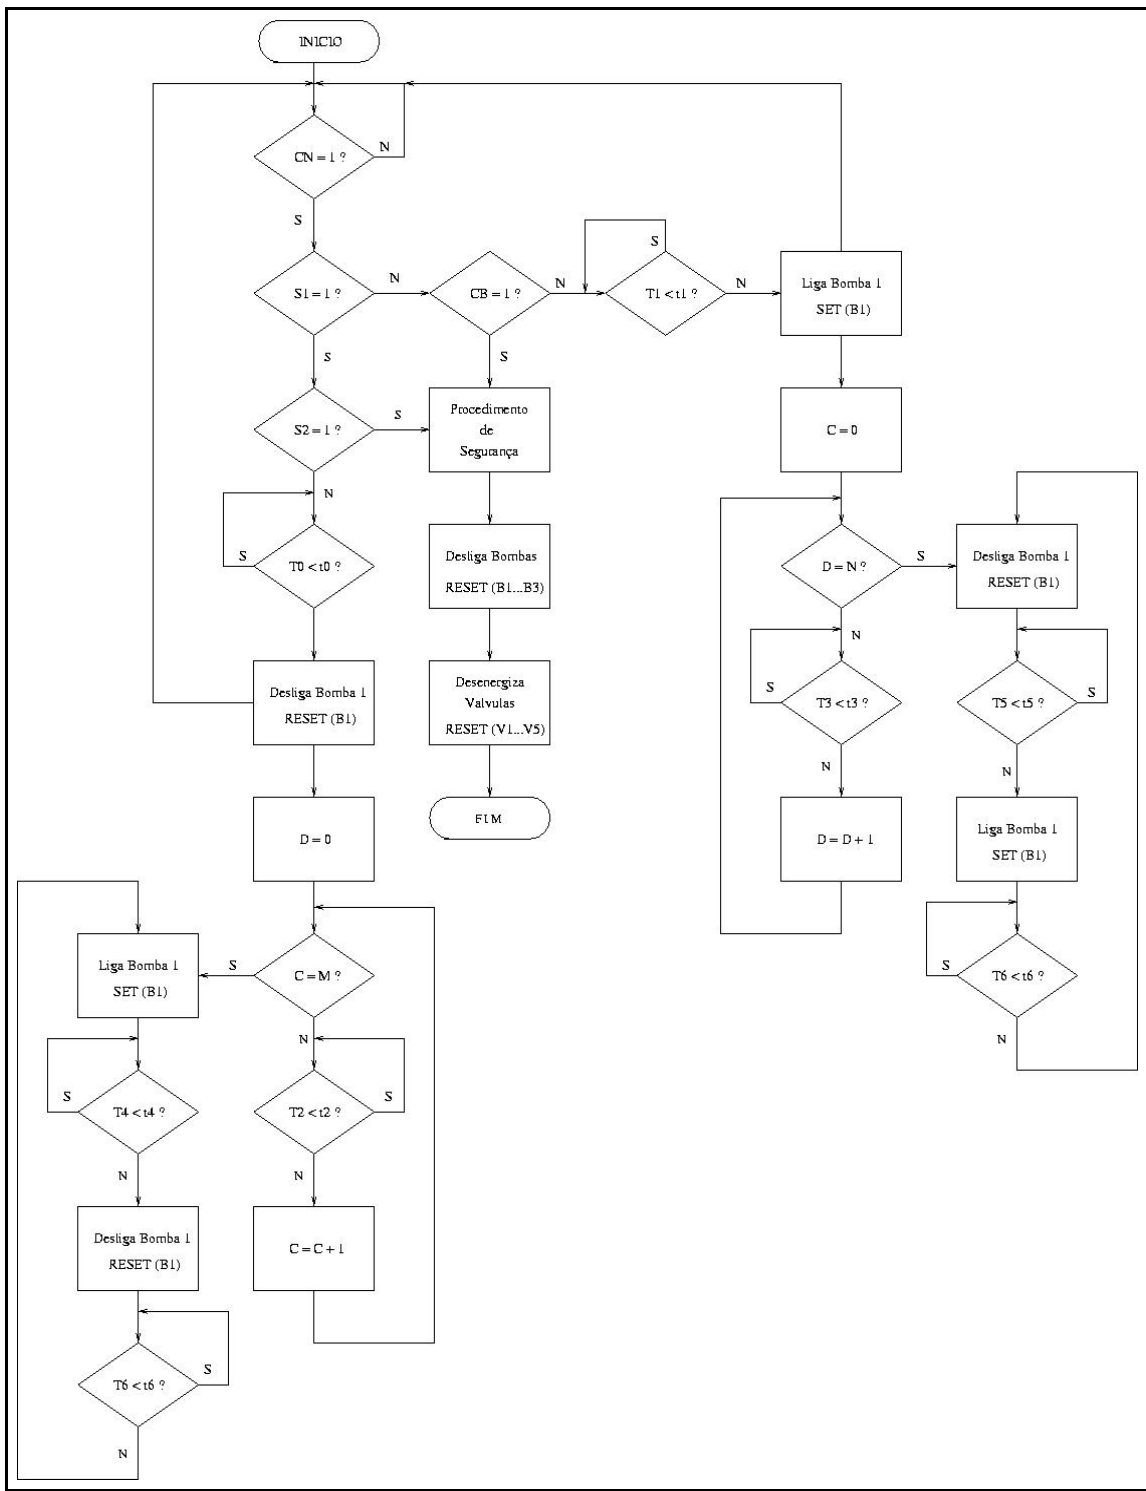 INICIO
CN = 1 ?
N
S
S1 = 1 ?
N
CB = 1 ?
N
S
T1 < t1 ?
N
Liga Bomba 1
SET (B1)
S
S
S2 = 1 ?
S
Procedimento
de
Segurança
C = 0
N
S
T0 < t0 ?
Desliga Bombas
RESET (B1...B3)
D = N ?
S
Desliga Bomba 1
RESET (B1)
N
Desliga Bomba 1
RESET (B1)
Desenergiza
Valvulas
RESET (V1...V5)
S
T3 < t3 ?
T5 < t5 ?
S
N
N
D = 0
FIM
D = D + 1
Liga Bomba 1
SET (B1)
Liga Bomba 1
SET (B1)
S
C = M ?
S
T6 < t6 ?
N
N
S
T4 < t4 ?
T2 < t2 ?
S
N
N
Desliga Bomba 1
RESET (B1)
C = C + 1
T6 < t6 ?
S
N